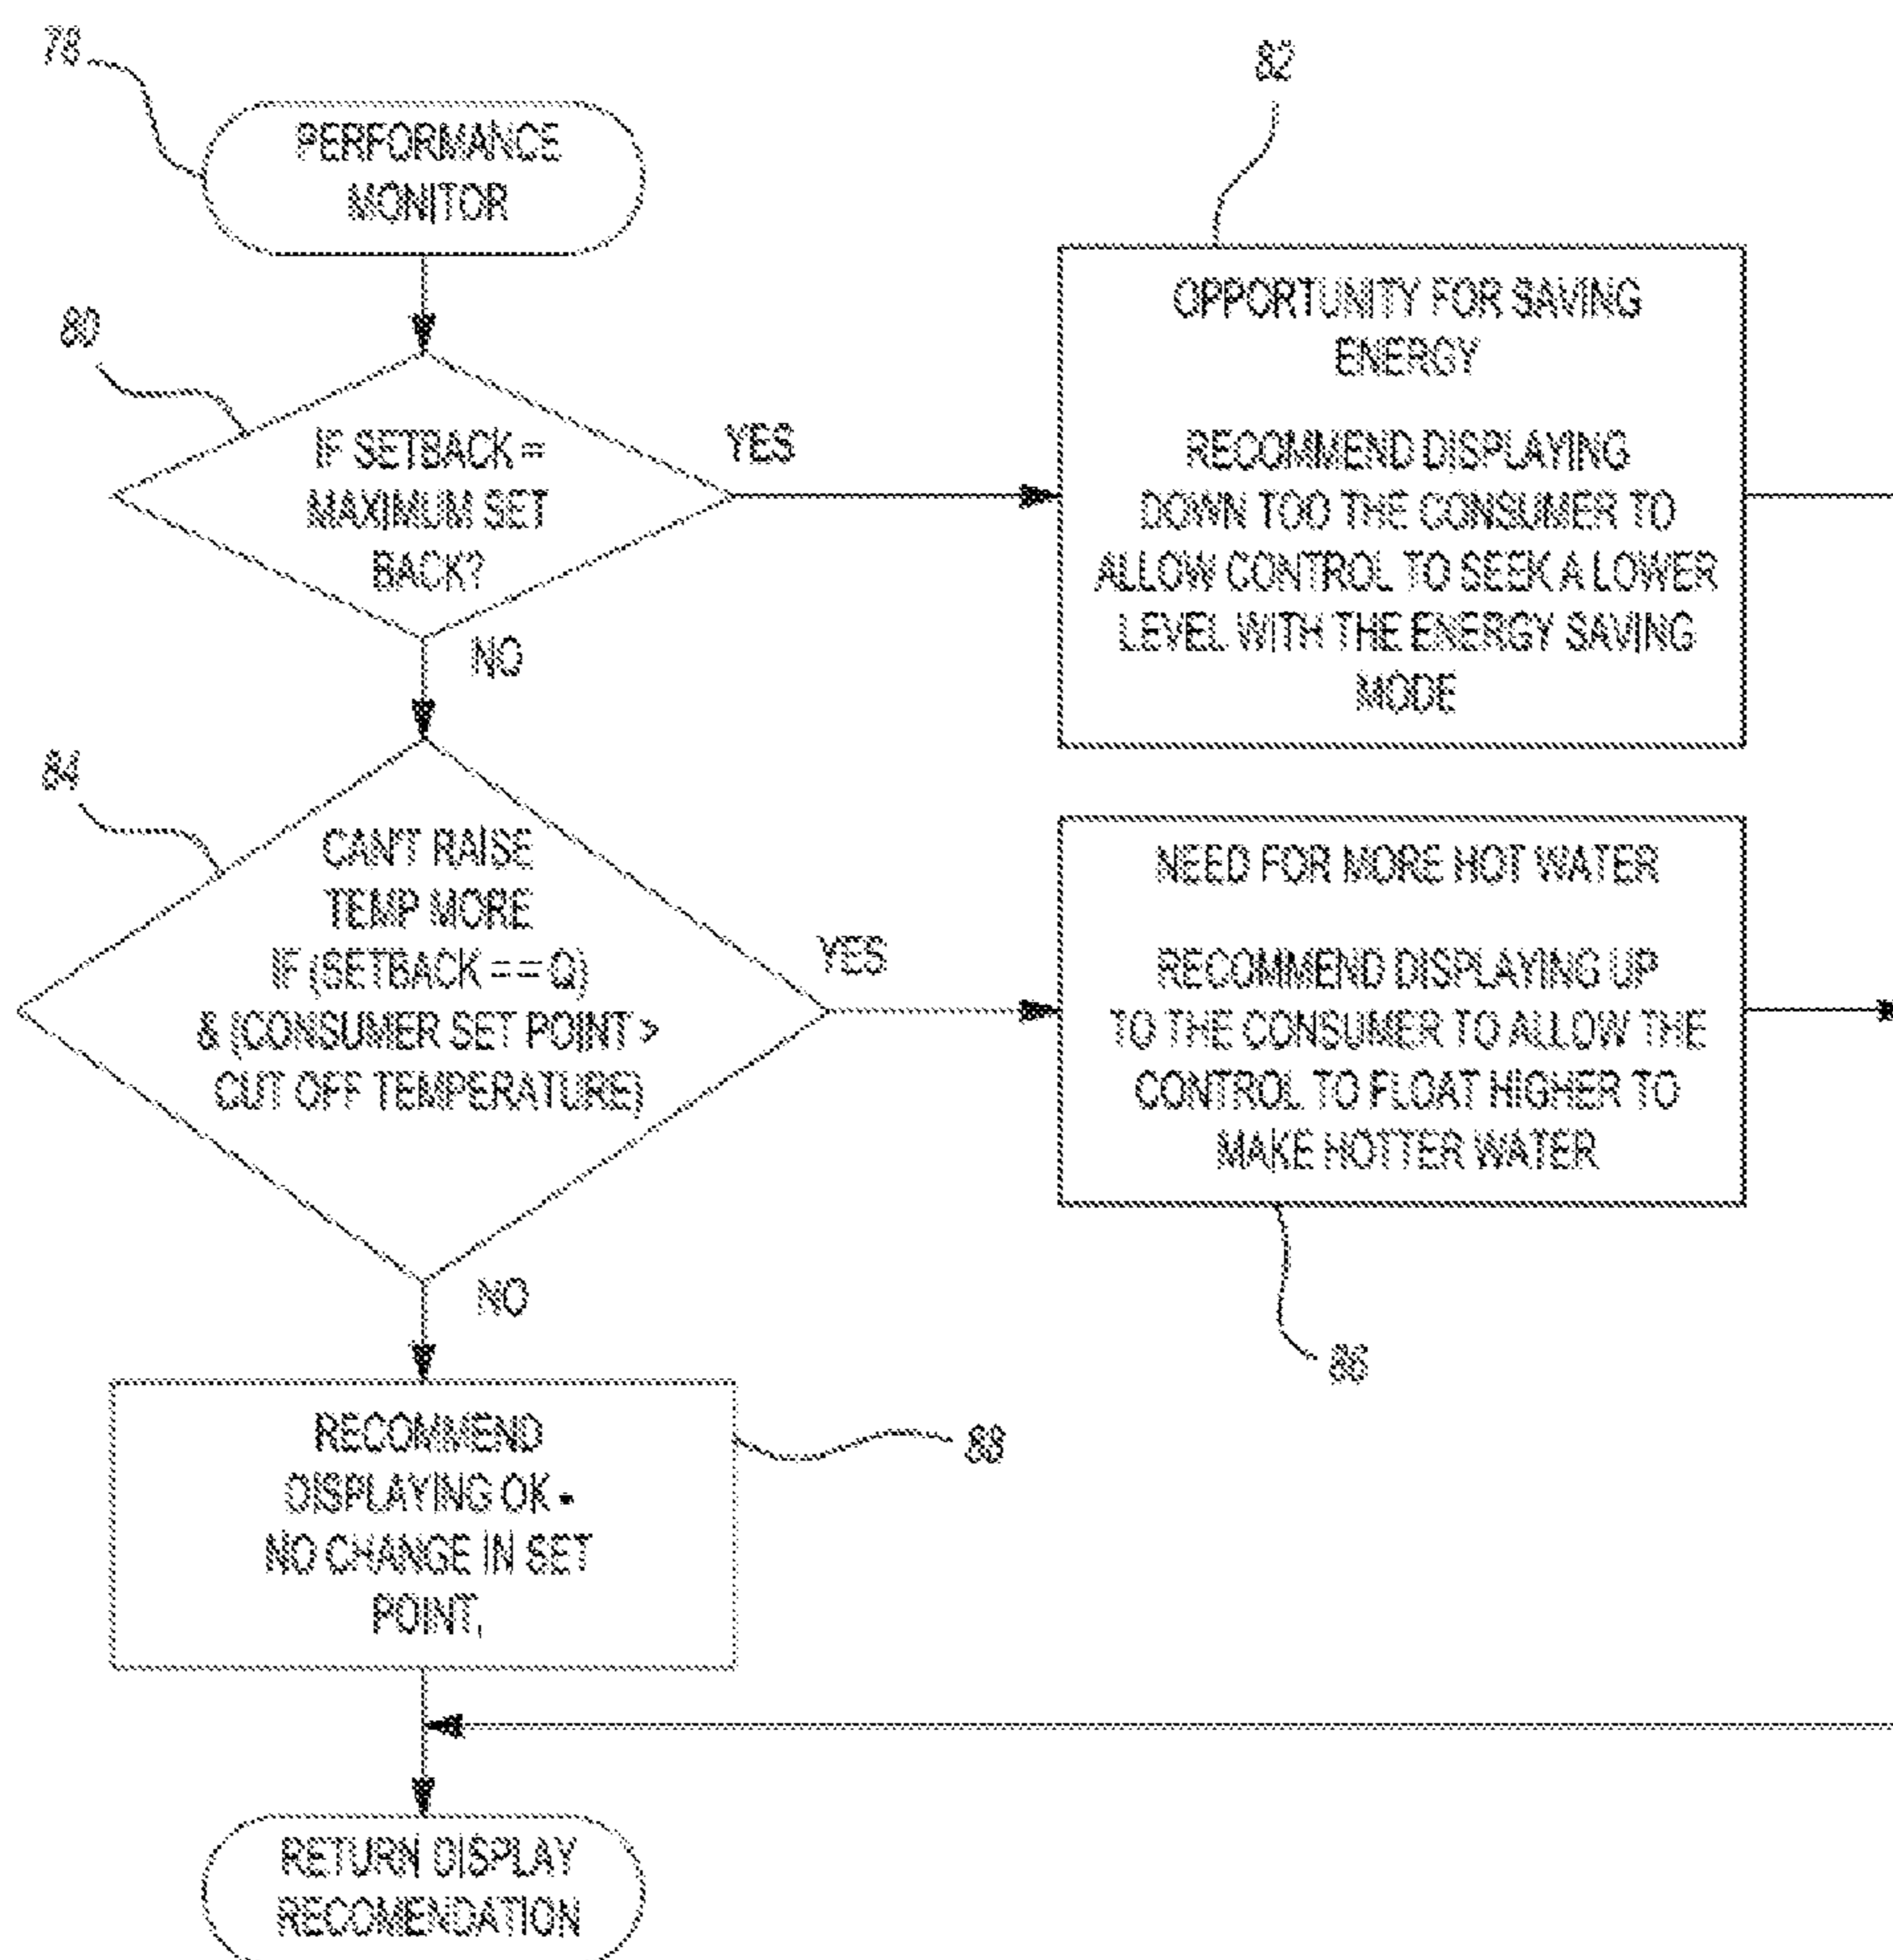 78
PERFORMANCE
MONITOR
80
IF SETBACK =
MAXIMUM SET
BACK?
YES
NO
82
OPPORTUNITY FOR SAVING
ENERGY
RECOMMEND DISPLAYING
DOWN TOO THE CONSUMER TO
ALLOW CONTROL TO SEEK A LOWER
LEVEL WITH THE ENERGY SAVING
MODE
84
CAN'T RAISE
TEMP MORE
IF (SETBACK == Q)
& (CONSUMER SET POINT >
CUT OFF TEMPERATURE)
YES
NO
NEED FOR MORE HOT WATER
RECOMMEND DISPLAYING UP
TO THE CONSUMER TO ALLOW THE
CONTROL TO FLOAT HIGHER TO
MAKE HOTTER WATER
86
RECOMMEND
DISPLAYING OK -
NO CHANGE IN SET
POINT.
88
RETURN DISPLAY
RECOMENDATION